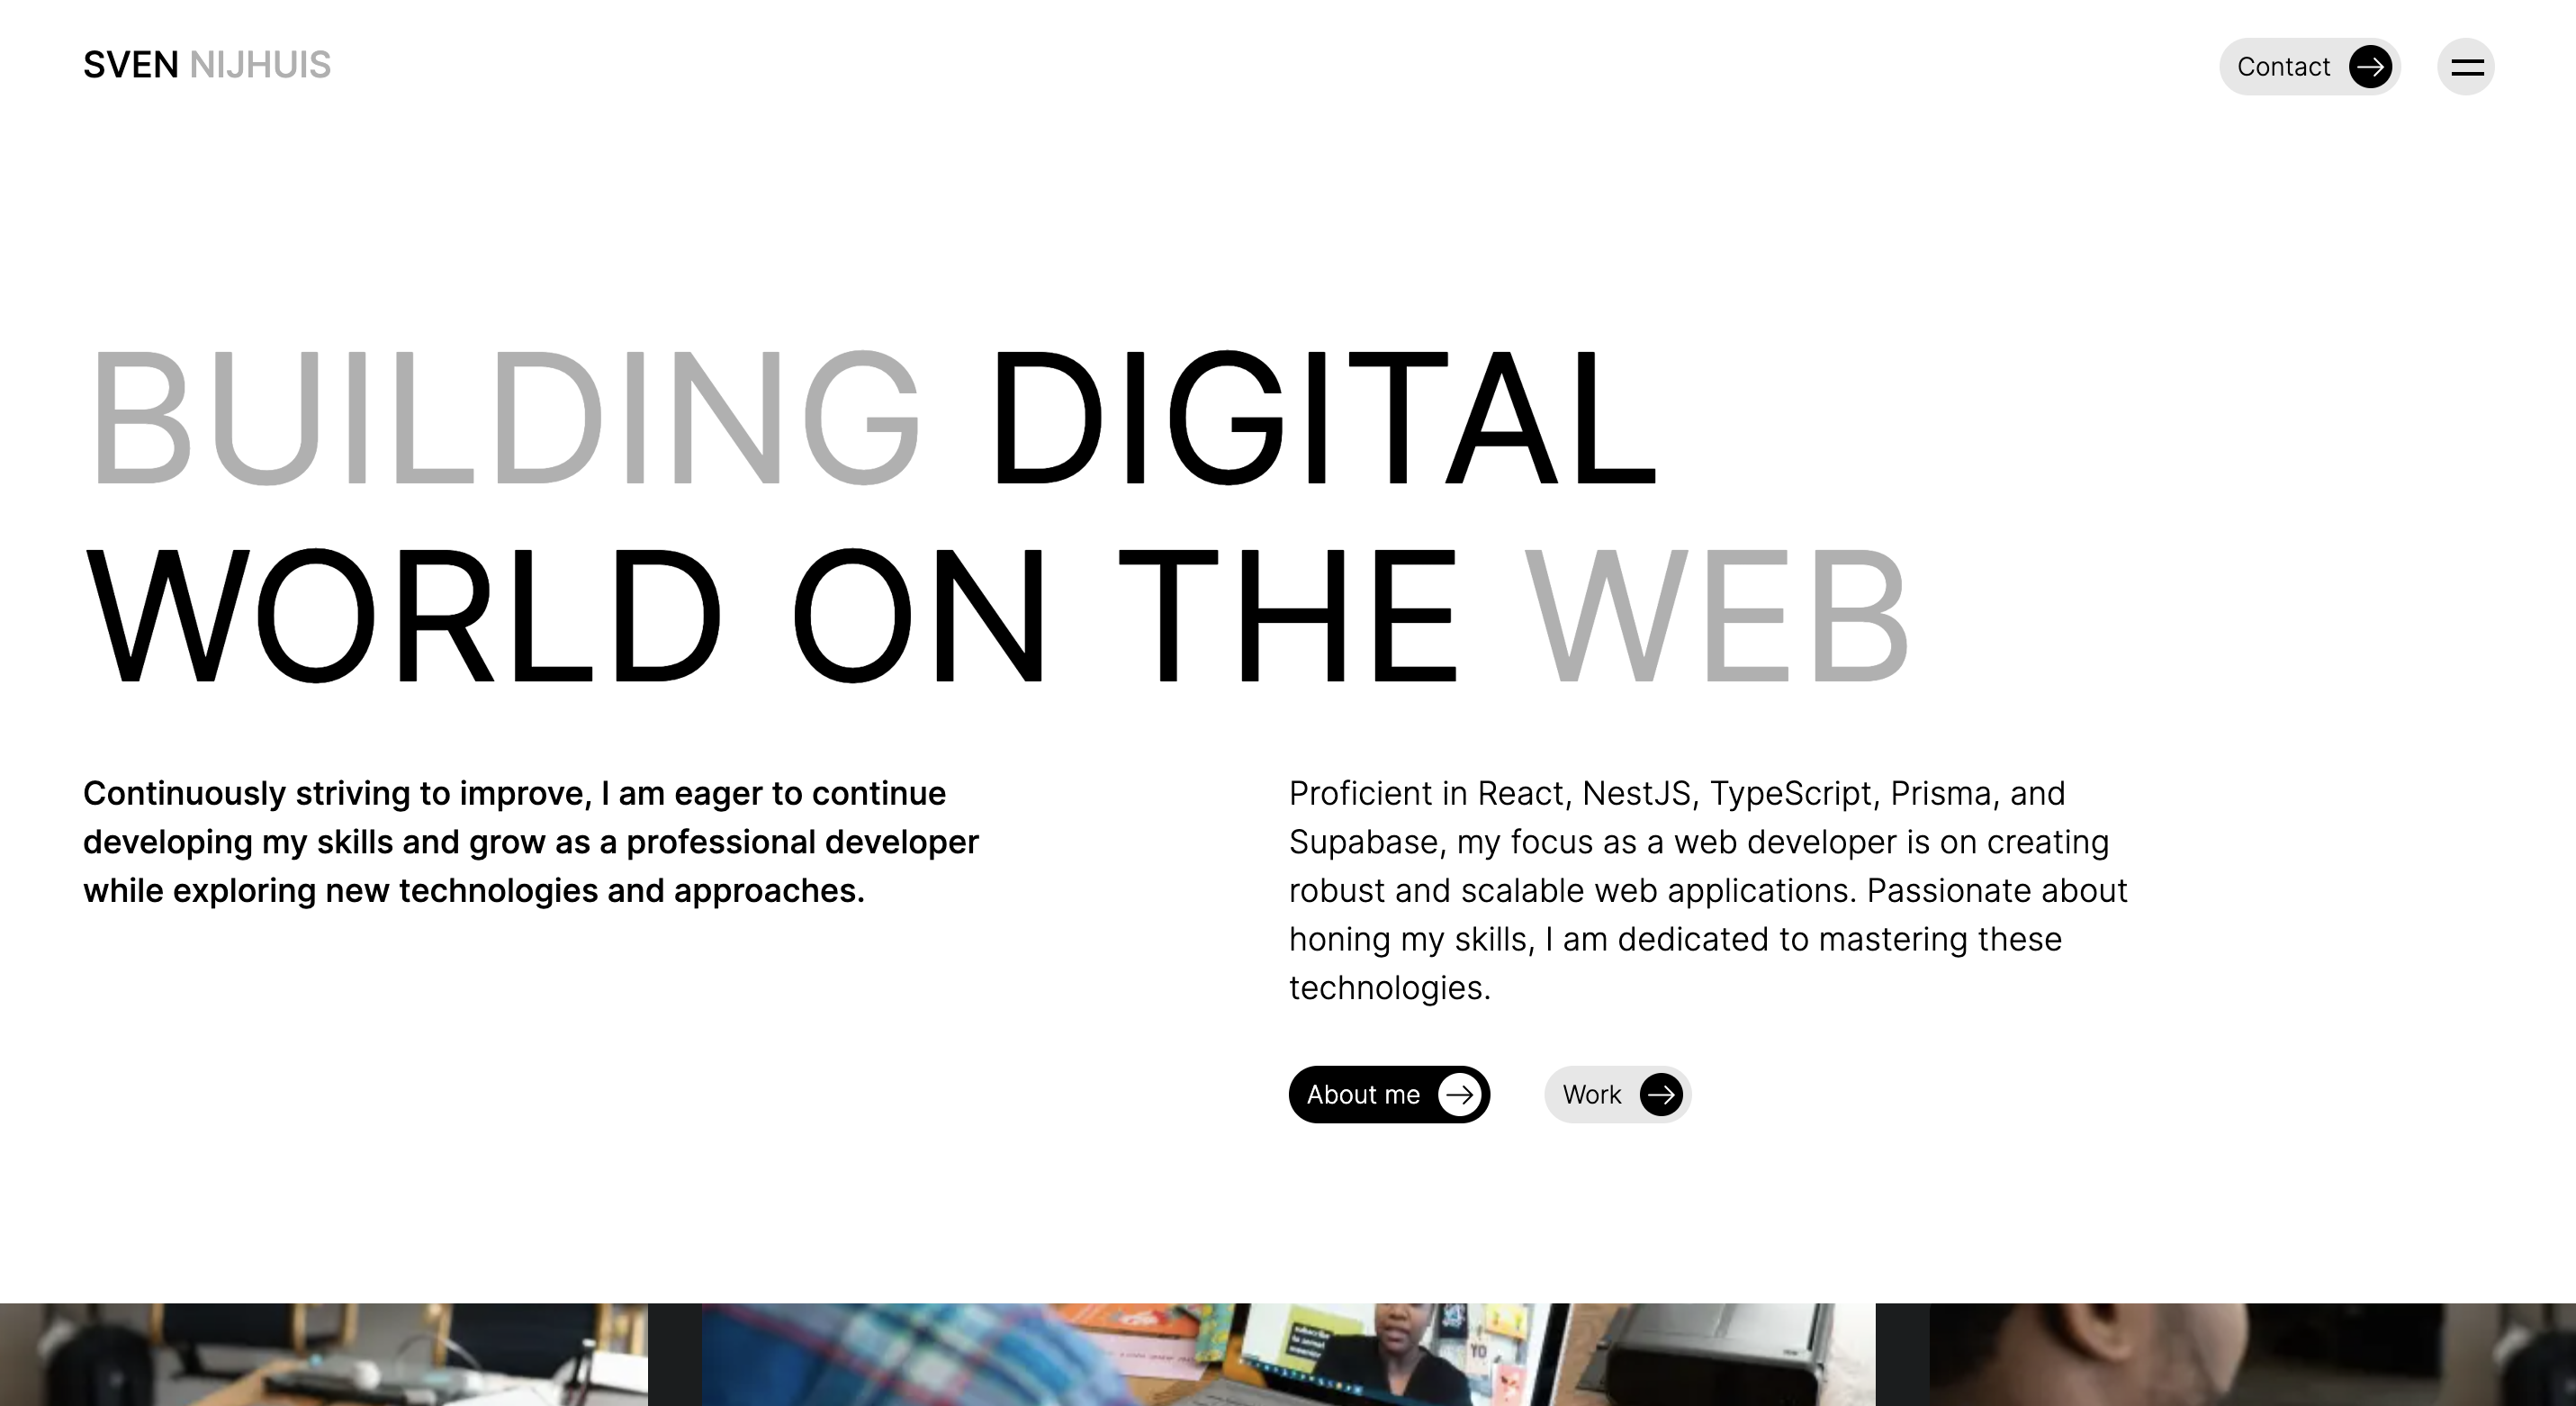 SVEN NIJHUIS
Contact
BUILDING DIGITAL
WORLD ON THE WEB
Continuously striving to improve, I am eager to continue
developing my skills and grow as a professional developer
while exploring new technologies and approaches.
Proficient in React, NestJS, TypeScript, Prisma, and
Supabase, my focus as a web developer is on creating
robust and scalable web applications. Passionate about
honing my skills, I am dedicated to mastering these
technologies.
About me
Work
YO